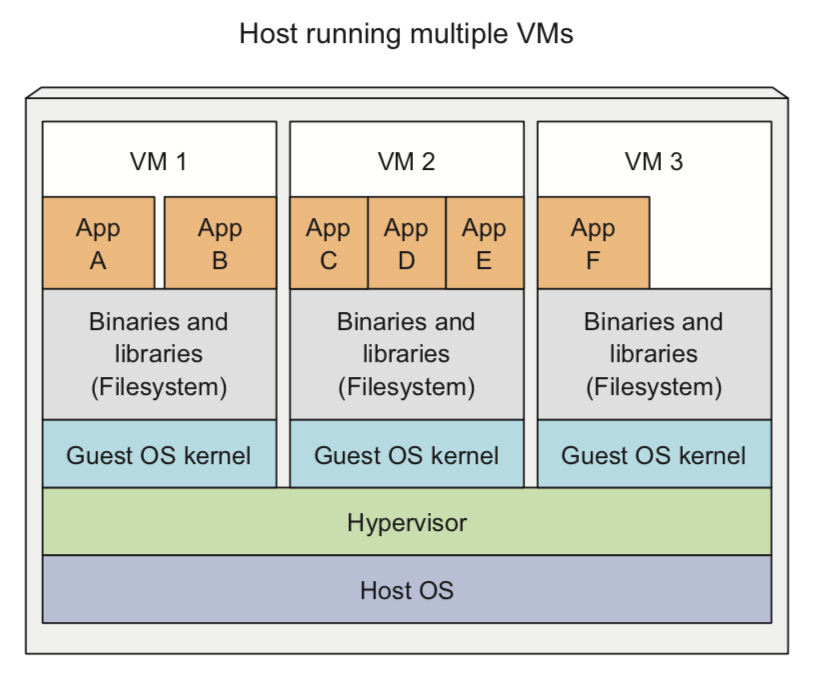 Host running multiple VMs
VM 1
VM 2
VM 3
App
A
App
B
App
C
App
D
App
E
App
F
Binaries and
libraries
(Filesystem)
Binaries and
libraries
(Filesystem)
Binaries and
libraries
(Filesystem)
Guest OS kernel
Guest OS kernel
Guest OS kernel
Hypervisor
Host OS